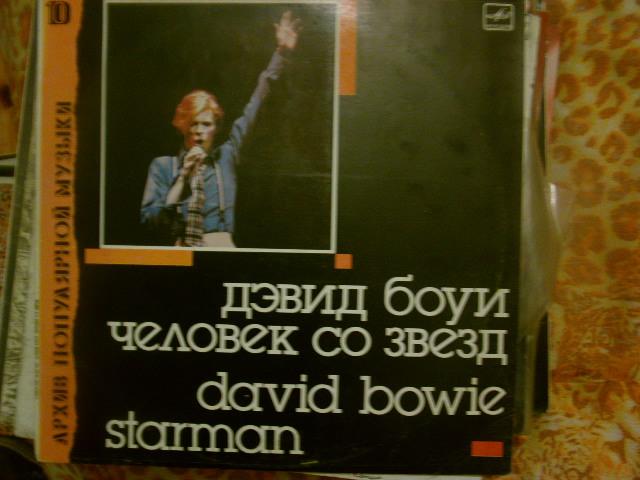 10
АРХИВ ПОПУЛЯРНОЙ МУЗЫКИ
дэвид боуи
человек со звезд
david bowie
starman